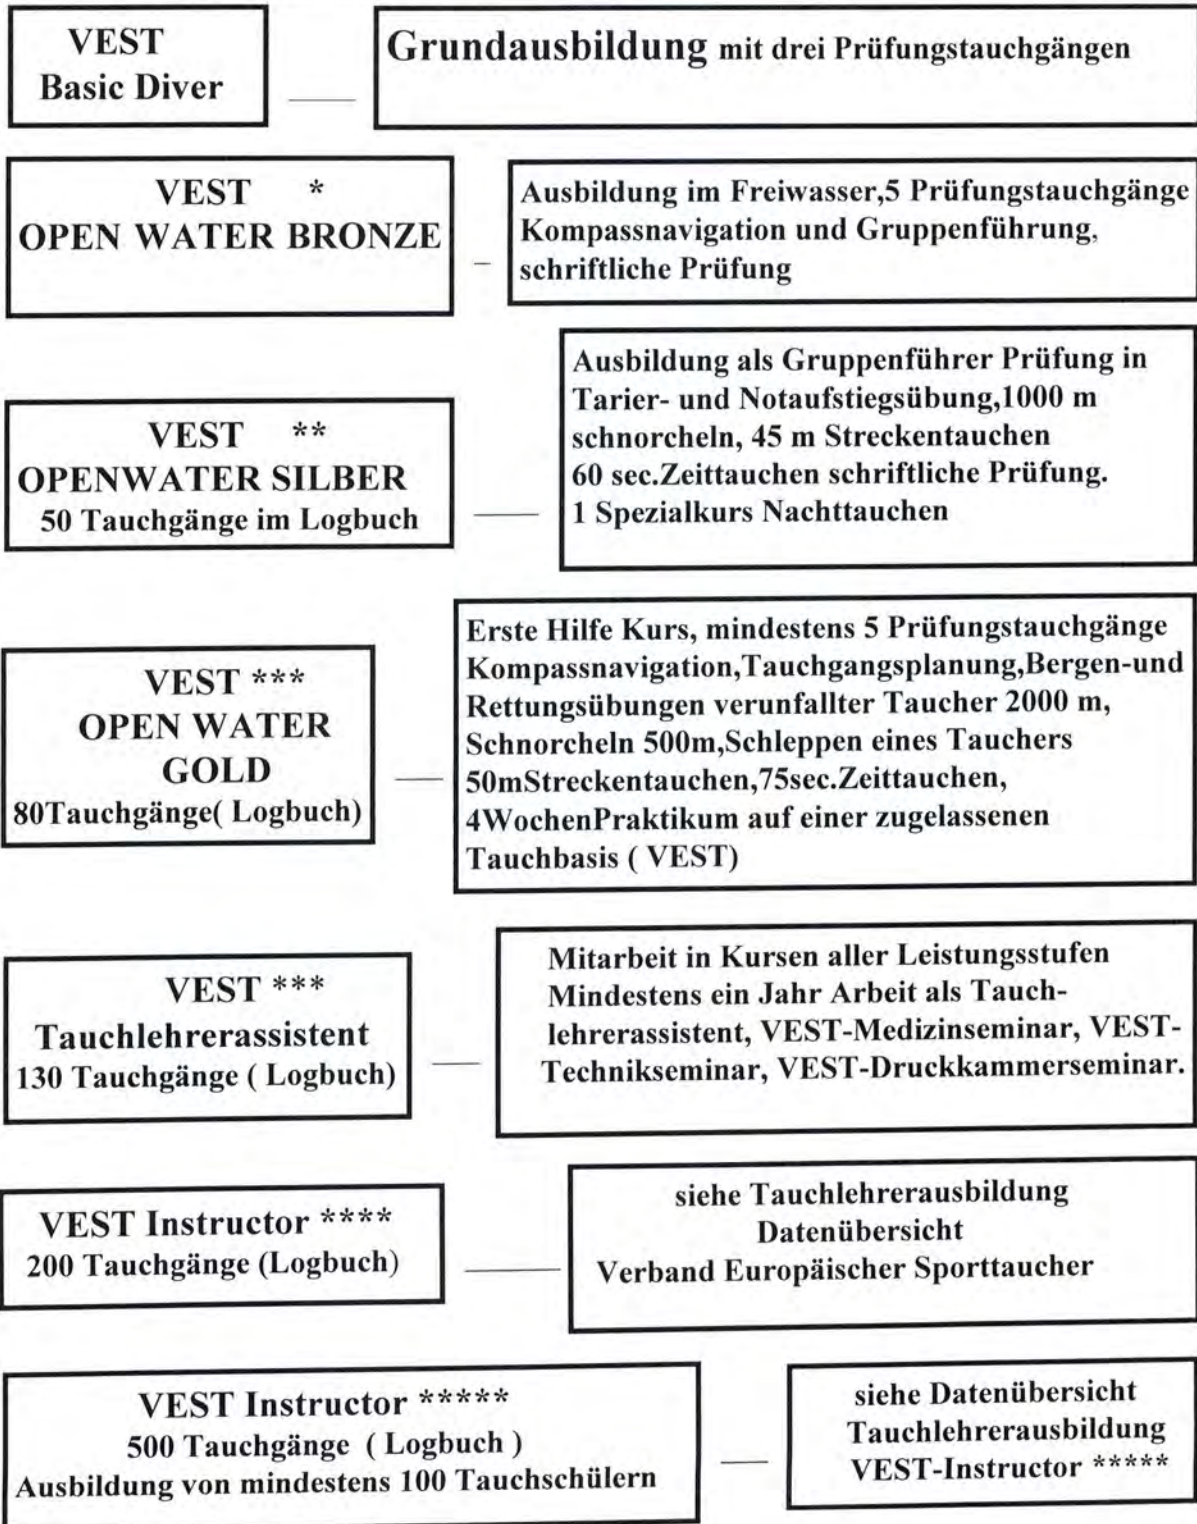 VEST
Basic Diver
Grundausbildung mit drei Prüfungstauchgängen
VEST *
OPEN WATER BRONZE
Ausbildung im Freiwasser,5 Prüfungstauchgänge
Kompassnavigation und Gruppenführung,
schriftliche Prüfung
VEST **
OPENWATER SILBER
50 Tauchgänge im Logbuch
Ausbildung als Gruppenführer Prüfung in
Tarier- und Notaufstiegsübung,1000 m
schnorcheln, 45 m Streckentauchen
60 sec.Zeittauchen schriftliche Prüfung.
1 Spezialkurs Nachttauchen
VEST ***
OPEN WATER
GOLD
80Tauchgänge( Logbuch)
Erste Hilfe Kurs, mindestens 5 Prüfungstauchgänge
Kompassnavigation,Tauchgangsplanung,Bergen-und
Rettungsübungen verunfallter Taucher 2000 m,
Schnorcheln 500m,Schleppen eines Tauchers
50mStreckentauchen,75sec.Zeittauchen,
4WochenPraktikum auf einer zugelassenen
Tauchbasis ( VEST)
VEST ***
Tauchlehrerassistent
130 Tauchgänge ( Logbuch)
Mitarbeit in Kursen aller Leistungsstufen
Mindestens ein Jahr Arbeit als Tauch-
lehrerassistent, VEST-Medizinseminar, VEST-
Technikseminar, VEST-Druckkammerseminar.
VEST Instructor ****
200 Tauchgänge (Logbuch)
siehe Tauchlehrerausbildung
Datenübersicht
Verband Europäischer Sporttaucher
VEST Instructor *****
500 Tauchgänge ( Logbuch )
Ausbildung von mindestens 100 Tauchschülern
siehe Datenübersicht
Tauchlehrerausbildung
VEST-Instructor *****